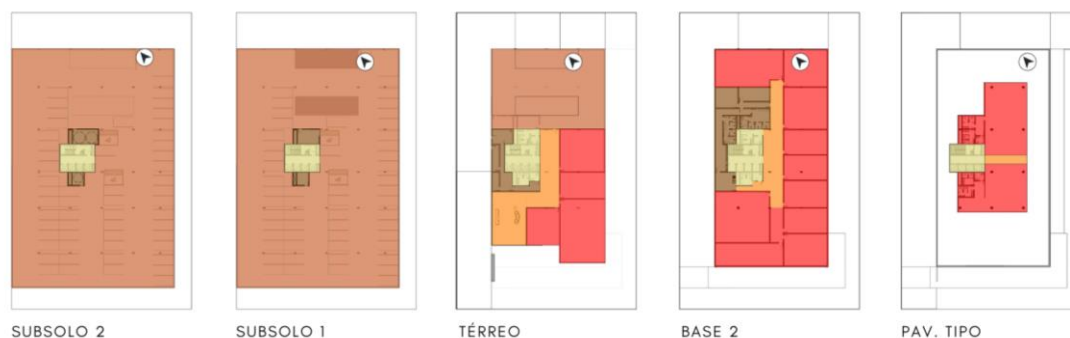 SUBSOLO 2
SUBSOLO 1
TÉRREO
BASE 2
PAV. TIPO